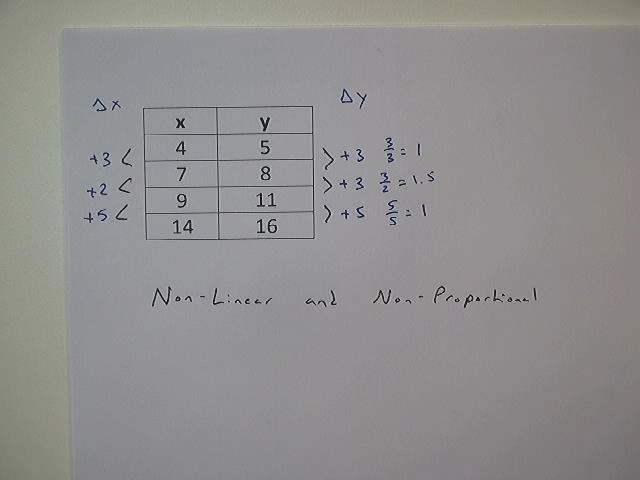 Δx Δy
x y
4 5
+3 < > +3 3/3 = 1
7 8
+2 < > +3 3/2 = 1.5
9 11
+5 < > +5 5/5 = 1
14 16
Non-Linear and Non-Proportional